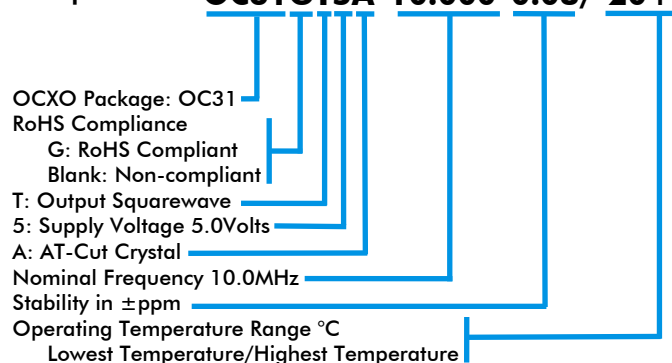 OCXO Package: OC31
RoHS Compliance
G: RoHS Compliant
Blank: Non-compliant
T: Output Squarewave
5: Supply Voltage 5.0Volts
A: AT-Cut Crystal
Nominal Frequency 10.0MHz
Stability in ±ppm
Operating Temperature Range °C
Lowest Temperature/Highest Temperature